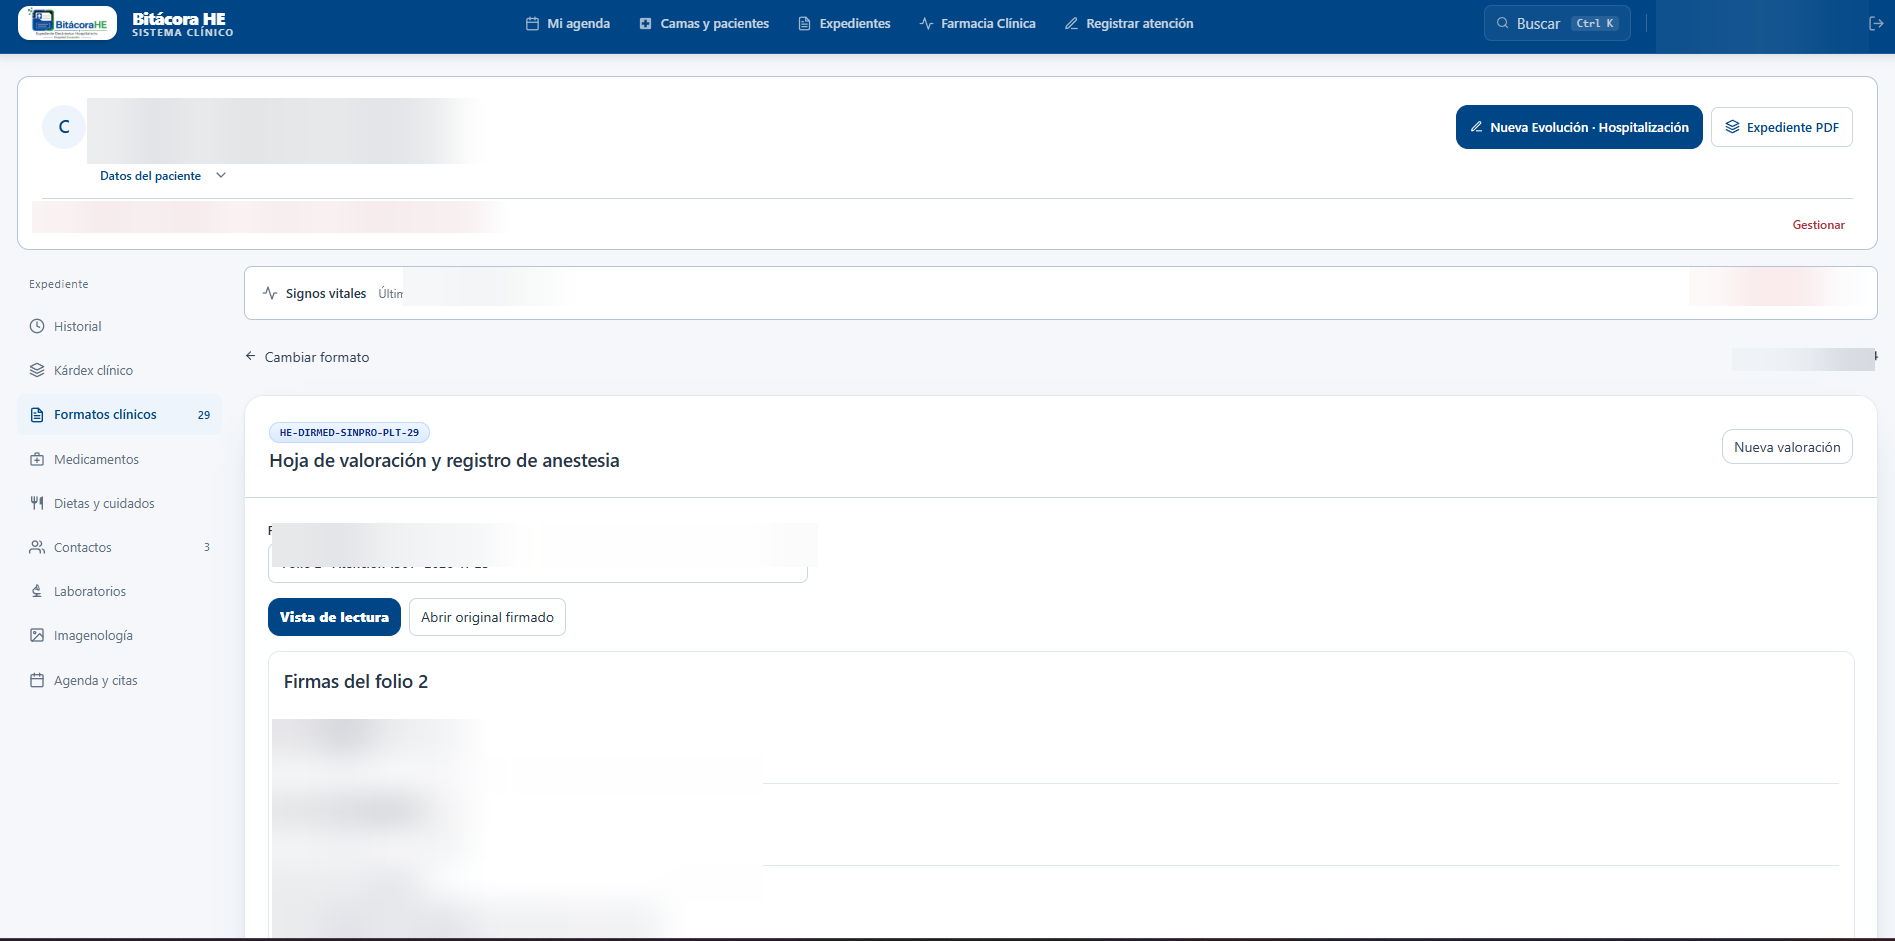 BitácoraHE
Bitácora HE
SISTEMA CLÍNICO
Mi agenda
Camas y pacientes
Expedientes
Farmacia Clínica
Registrar atención
Buscar
Ctrl K
C
Nueva Evolución · Hospitalización
Expediente PDF
Datos del paciente
Gestionar
Expediente
Historial
Kárdex clínico
Formatos clínicos 29
Medicamentos
Dietas y cuidados
Contactos 3
Laboratorios
Imagenología
Agenda y citas
Signos vitales
Cambiar formato
HE-DIRMED-SINPRO-PLT-29
Hoja de valoración y registro de anestesia
Nueva valoración
Vista de lectura
Abrir original firmado
Firmas del folio 2